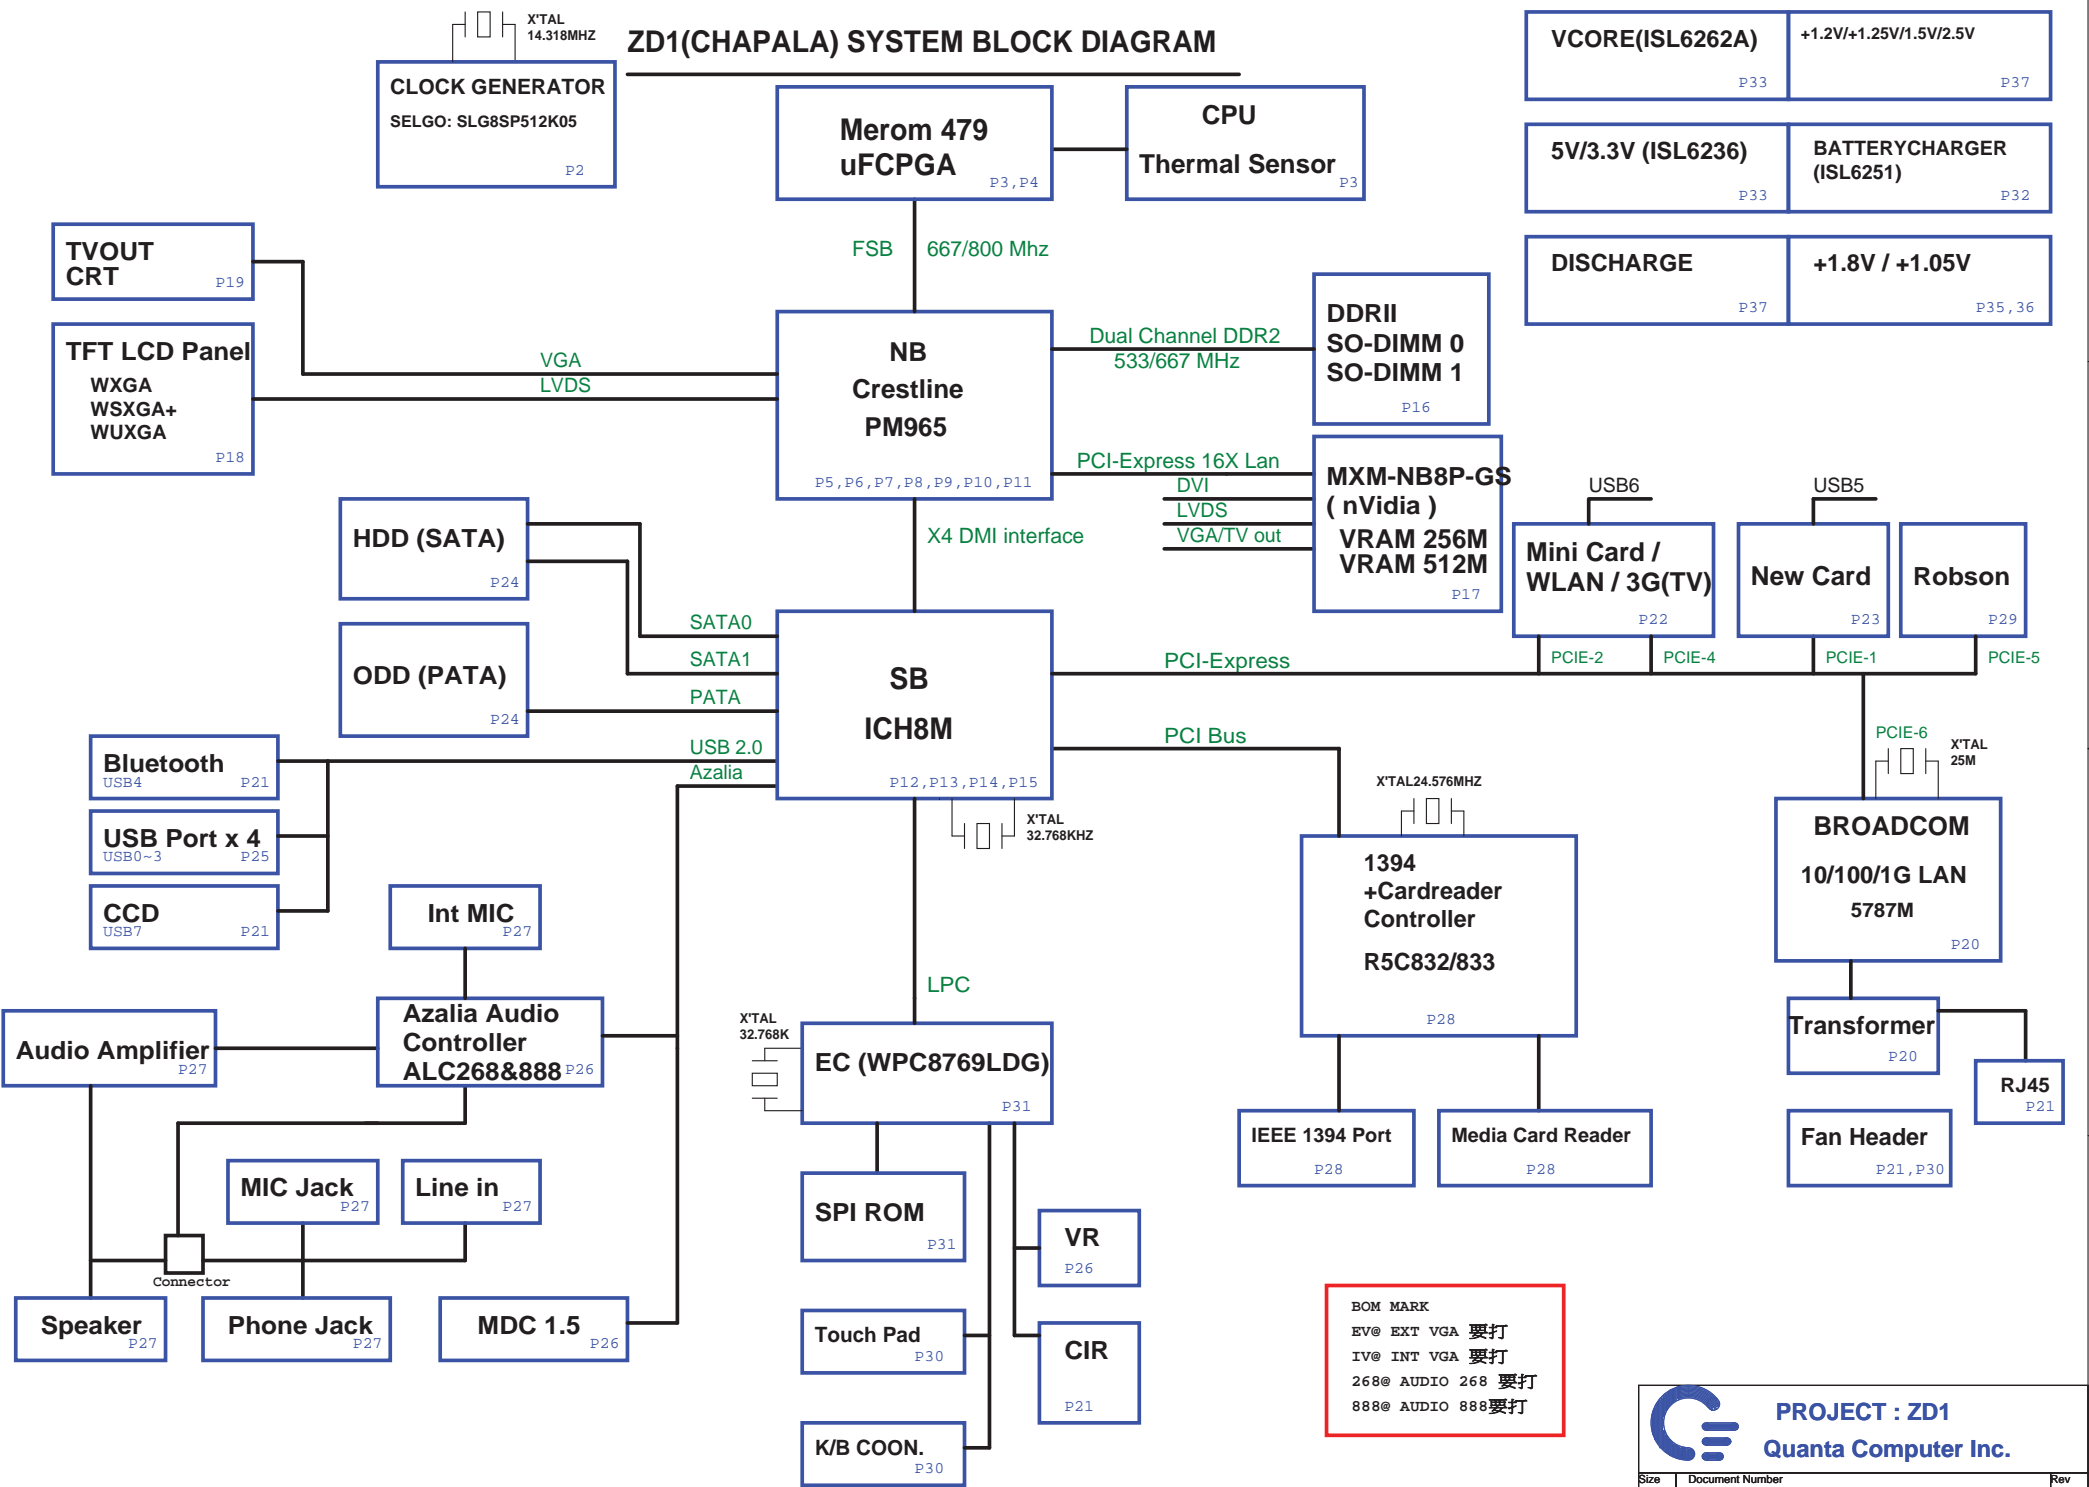 X'TAL
14.318MHZ
ZD1(CHAPALA) SYSTEM BLOCK DIAGRAM
CLOCK GENERATOR
SELGO: SLG8SP512K05
P2
Merom 479
uFCPGA
P3,P4
CPU
Thermal Sensor
P3
VCORE(ISL6262A)
P33
+1.2V/+1.25V/1.5V/2.5V
P37
5V/3.3V (ISL6236)
P33
BATTERYCHARGER
(ISL6251)
P32
DISCHARGE
P37
+1.8V / +1.05V
P35,36
FSB
667/800 Mhz
TVOUT
CRT
P19
TFT LCD Panel
WXGA
WSXGA+
WUXGA
P18
VGA
LVDS
NB
Crestline
PM965
P5,P6,P7,P8,P9,P10,P11
Dual Channel DDR2
533/667 MHz
DDRII
SO-DIMM 0
SO-DIMM 1
P16
PCI-Express 16X Lan
DVI
LVDS
VGA/TV out
MXM-NB8P-GS
( nVidia )
VRAM 256M
VRAM 512M
P17
X4 DMI interface
USB6
Mini Card /
WLAN / 3G(TV)
P22
USB5
New Card
P23
Robson
P29
PCIE-2
PCIE-4
PCIE-1
PCIE-5
HDD (SATA)
P24
ODD (PATA)
P24
SATA0
SATA1
PATA
USB 2.0
Azalia
SB
ICH8M
P12,P13,P14,P15
PCI-Express
PCI Bus
X'TAL
32.768KHZ
Bluetooth
USB4
P21
USB Port x 4
USB0~3
P25
CCD
USB7
P21
Int MIC
P27
Azalia Audio
Controller
ALC268&888
P26
Audio Amplifier
P27
MIC Jack
P27
Line in
P27
Connector
Speaker
P27
Phone Jack
P27
MDC 1.5
P26
LPC
X'TAL
32.768K
EC (WPC8769LDG)
P31
SPI ROM
P31
Touch Pad
P30
K/B COON.
P30
VR
P26
CIR
P21
X'TAL24.576MHZ
1394
+Cardreader
Controller
R5C832/833
P28
IEEE 1394 Port
P28
Media Card Reader
P28
PCIE-6
X'TAL
25M
BROADCOM
10/100/1G LAN
5787M
P20
Transformer
P20
RJ45
P21
Fan Header
P21,P30
BOM MARK
EV@ EXT VGA 要打
IV@ INT VGA 要打
268@ AUDIO 268 要打
888@ AUDIO 888要打
PROJECT : ZD1
Quanta Computer Inc.
Size
Document Number
Rev